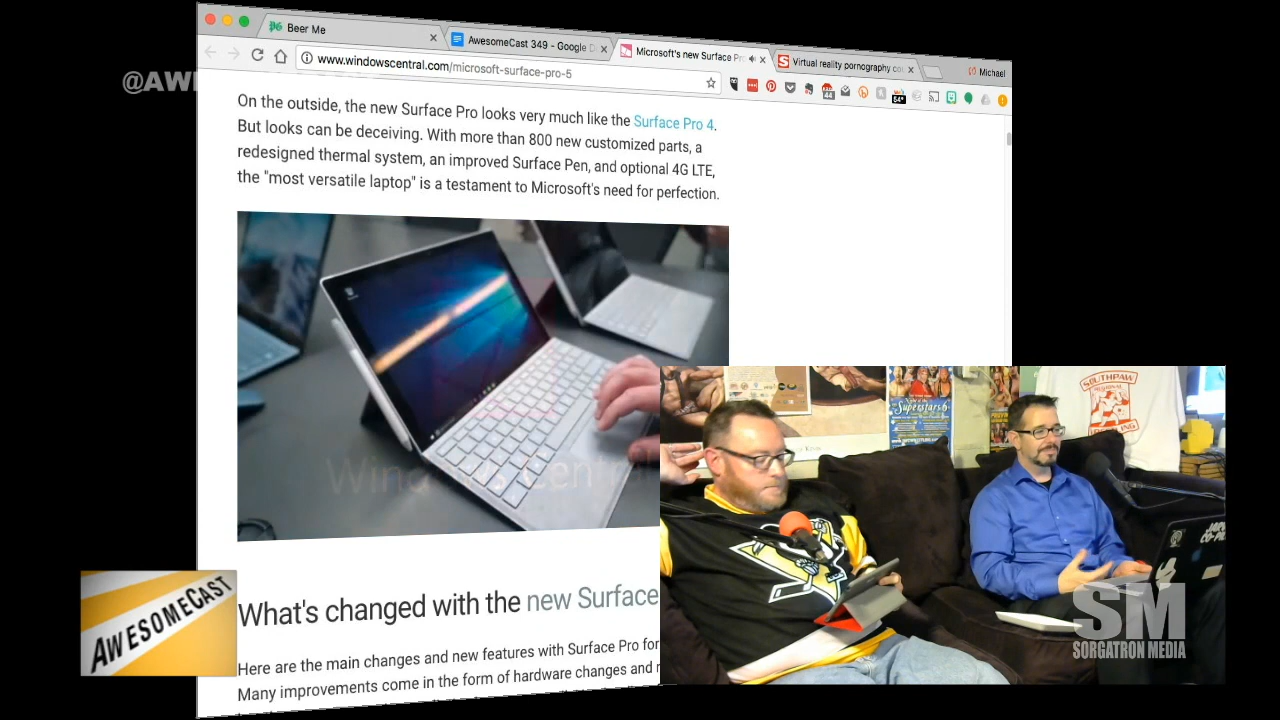 Beer Me
AwesomeCast 349 - Google D
Microsoft's new Surface Pr
Virtual reality pornography co
Michael
www.windowscentral.com/microsoft-surface-pro-5
@AW
On the outside, the new Surface Pro looks very much like the Surface Pro 4.
But looks can be deceiving. With more than 800 new customized parts, a
redesigned thermal system, an improved Surface Pen, and optional 4G LTE,
the "most versatile laptop" is a testament to Microsoft's need for perfection.
Windows Central
SOUTHPAW
REGIONAL
Superstars
What's changed with the new Surface
Here are the main changes and new features with Surface Pro for
Many improvements come in the form of hardware changes and
AWESOMECAST
SM
SORGATRON MEDIA